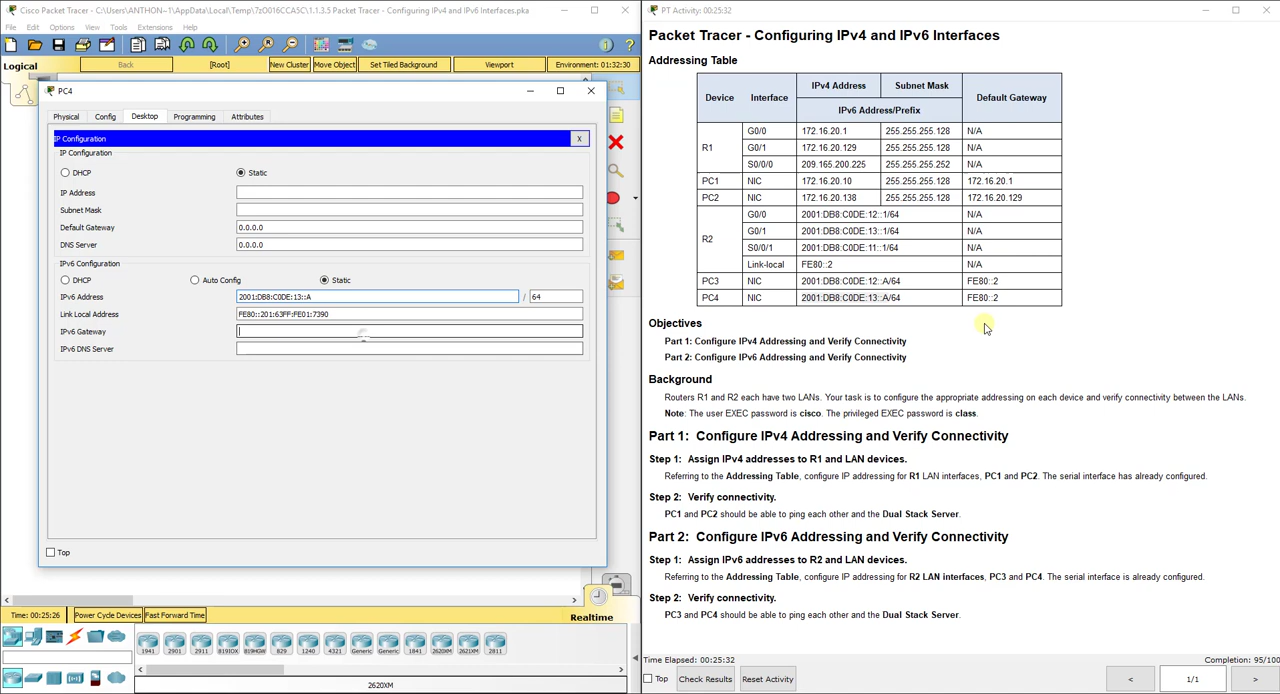 Cisco Packet Tracer - C:\Users\ANTHON~1\AppData\Local\Temp\7zO0166CCA5C\1.1.3.5 Packet Tracer - Configuring IPv4 and IPv6 Interfaces.pka
File Edit Options View Tools Extensions Help
Logical Back [Root] New Cluster Move Object Set Tiled Background Viewport Environment: 01:32:30
PC4
Physical Config Desktop Programming Attributes
IP Configuration X
IP Configuration
DHCP Static
IP Address
Subnet Mask
Default Gateway 0.0.0.0
DNS Server 0.0.0.0
IPv6 Configuration
DHCP Auto Config Static
IPv6 Address 2001:DB8:C0DE:13::A / 64
Link Local Address FE80::201:63FF:FE01:7390
IPv6 Gateway
IPv6 DNS Server
Top
Time: 00:25:26 Power Cycle Devices Fast Forward Time Realtime
1941 2901 2911 819IOX 819HGW 829 1240 4321 Generic Generic 1841 2620XM 2621XM 2811
2620XM
PT Activity: 00:25:32
Packet Tracer - Configuring IPv4 and IPv6 Interfaces
Addressing Table
Device Interface IPv4 Address Subnet Mask Default Gateway
IPv6 Address/Prefix
R1 G0/0 172.16.20.1 255.255.255.128 N/A
G0/1 172.16.20.129 255.255.255.128 N/A
S0/0/0 209.165.200.225 255.255.255.252 N/A
PC1 NIC 172.16.20.10 255.255.255.128 172.16.20.1
PC2 NIC 172.16.20.138 255.255.255.128 172.16.20.129
R2 G0/0 2001:DB8:C0DE:12::1/64 N/A
G0/1 2001:DB8:C0DE:13::1/64 N/A
S0/0/1 2001:DB8:C0DE:11::1/64 N/A
Link-local FE80::2 N/A
PC3 NIC 2001:DB8:C0DE:12::A/64 FE80::2
PC4 NIC 2001:DB8:C0DE:13::A/64 FE80::2
Objectives
Part 1: Configure IPv4 Addressing and Verify Connectivity
Part 2: Configure IPv6 Addressing and Verify Connectivity
Background
Routers R1 and R2 each have two LANs. Your task is to configure the appropriate addressing on each device and verify connectivity between the LANs.
Note: The user EXEC password is cisco. The privileged EXEC password is class.
Part 1: Configure IPv4 Addressing and Verify Connectivity
Step 1: Assign IPv4 addresses to R1 and LAN devices.
Referring to the Addressing Table, configure IP addressing for R1 LAN interfaces, PC1 and PC2. The serial interface has already configured.
Step 2: Verify connectivity.
PC1 and PC2 should be able to ping each other and the Dual Stack Server.
Part 2: Configure IPv6 Addressing and Verify Connectivity
Step 1: Assign IPv6 addresses to R2 and LAN devices.
Referring to the Addressing Table, configure IP addressing for R2 LAN interfaces, PC3 and PC4. The serial interface is already configured.
Step 2: Verify connectivity.
PC3 and PC4 should be able to ping each other and the Dual Stack Server.
Time Elapsed: 00:25:32 Completion: 95/100
Top Check Results Reset Activity < 1/1 >